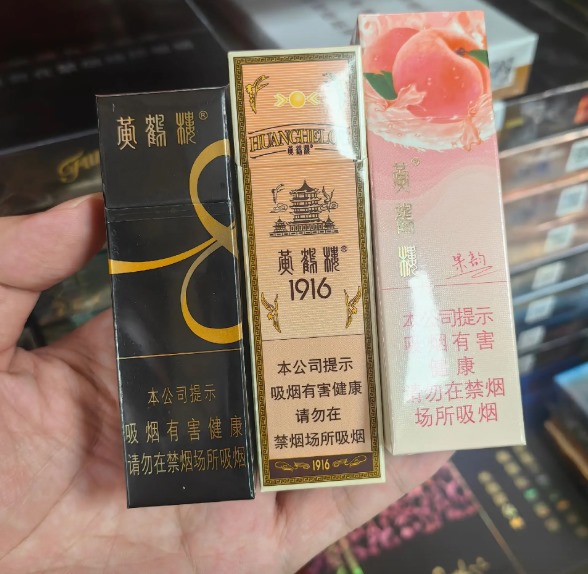 黄鹤楼®
8
本公司提示
吸烟有害健康
请勿在禁烟场所吸烟
HUANGHELO
黄鹤楼®
黄鹤楼®
1916
本公司提示
吸烟有害健康
请勿在
禁烟场所吸烟
1916
黄鹤楼®
果韵
本公司提示
吸烟有害
健康
请勿在禁烟
场所吸烟